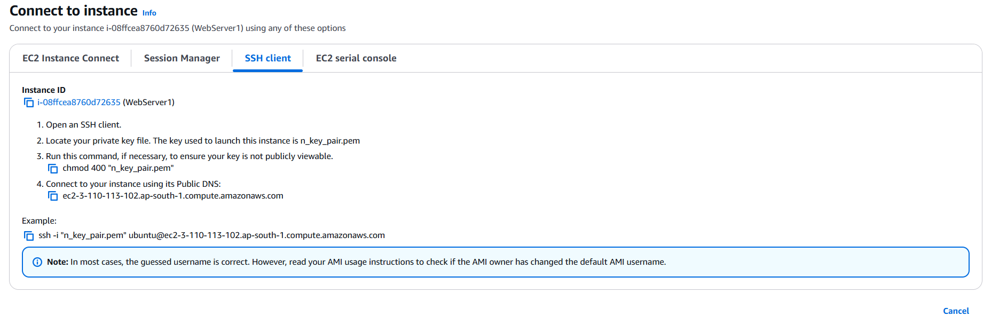 Connect to instance Info
Connect to your instance i-08ffcea8760d72635 (WebServer1) using any of these options
EC2 Instance Connect
Session Manager
SSH client
EC2 serial console
Instance ID
i-08ffcea8760d72635 (WebServer1)
1. Open an SSH client.
2. Locate your private key file. The key used to launch this instance is n_key_pair.pem
3. Run this command, if necessary, to ensure your key is not publicly viewable.
chmod 400 "n_key_pair.pem"
4. Connect to your instance using its Public DNS:
ec2-3-110-113-102.ap-south-1.compute.amazonaws.com
Example:
ssh -i "n_key_pair.pem" ubuntu@ec2-3-110-113-102.ap-south-1.compute.amazonaws.com
Note: In most cases, the guessed username is correct. However, read your AMI usage instructions to check if the AMI owner has changed the default AMI username.
Cancel